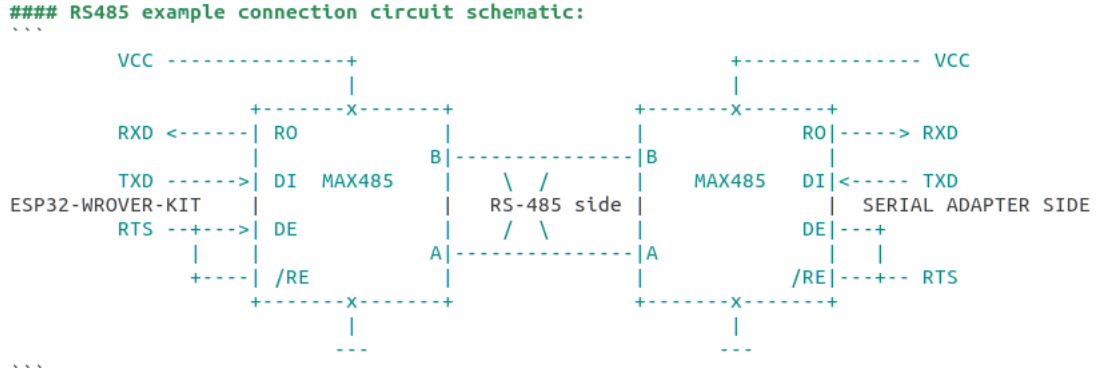 #### RS485 example connection circuit schematic:
```
         VCC ---------------+                               +--------------- VCC
                            |                               |
                    +-------x-------+               +-------x-------+
         RXD <------| RO            |               |             RO|-----> RXD
                    |              B|---------------|B              |
         TXD ------>| DI  MAX485    |    \  /       |    MAX485   DI|<----- TXD
ESP32-WROVER-KIT    |               |   RS-485 side |               |  SERIAL ADAPTER SIDE
         RTS --+--->| DE            |    /  \       |             DE|---+
               |    |              A|---------------|A              |   |
               +----| /RE           |               |            /RE|---+-- RTS
                    +-------x-------+               +-------x-------+
                            |                               |
                           ---                             ---
```